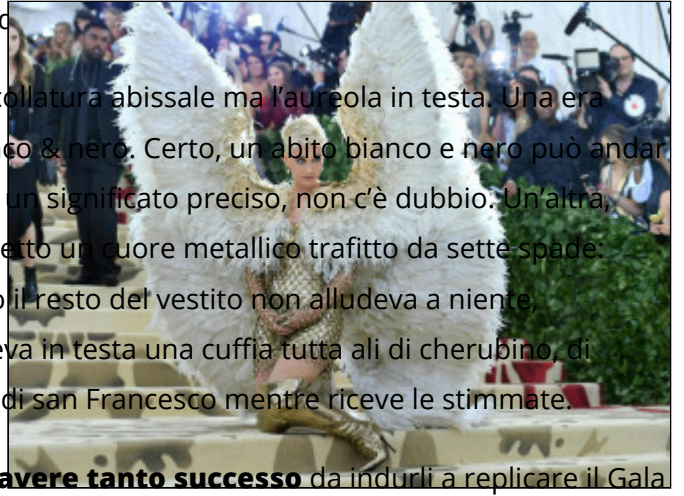 collatura abissale ma l’aureola in testa. Una era
& nero. Certo, un abito bianco e nero può andar
un significato preciso, non c’è dubbio. Un’altra,
un cuore metallico trafitto da sette spade:
il resto del vestito non alludeva a niente,
in testa una cuffia tutta ali di cherubino, di
di san Francesco mentre riceve le stimmate.
avere tanto successo da indurli a replicare il Gala